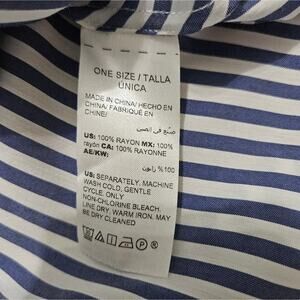 ONE SIZE / TALLA
ÚNICA
MADE IN CHINA/ HECHO EN
CHINA/ FABRIQUÉ EN
CHINE/
صنع في الصين
US: 100% RAYON MX: 100%
rayón CA: 100% RAYONNE
AE/KW:
100% رايون
US: SEPARATELY, MACHINE
WASH COLD, GENTLE
CYCLE, ONLY
NON-CHLORINE BLEACH,
LINE DRY, WARM IRON, MAY
BE DRY CLEANED